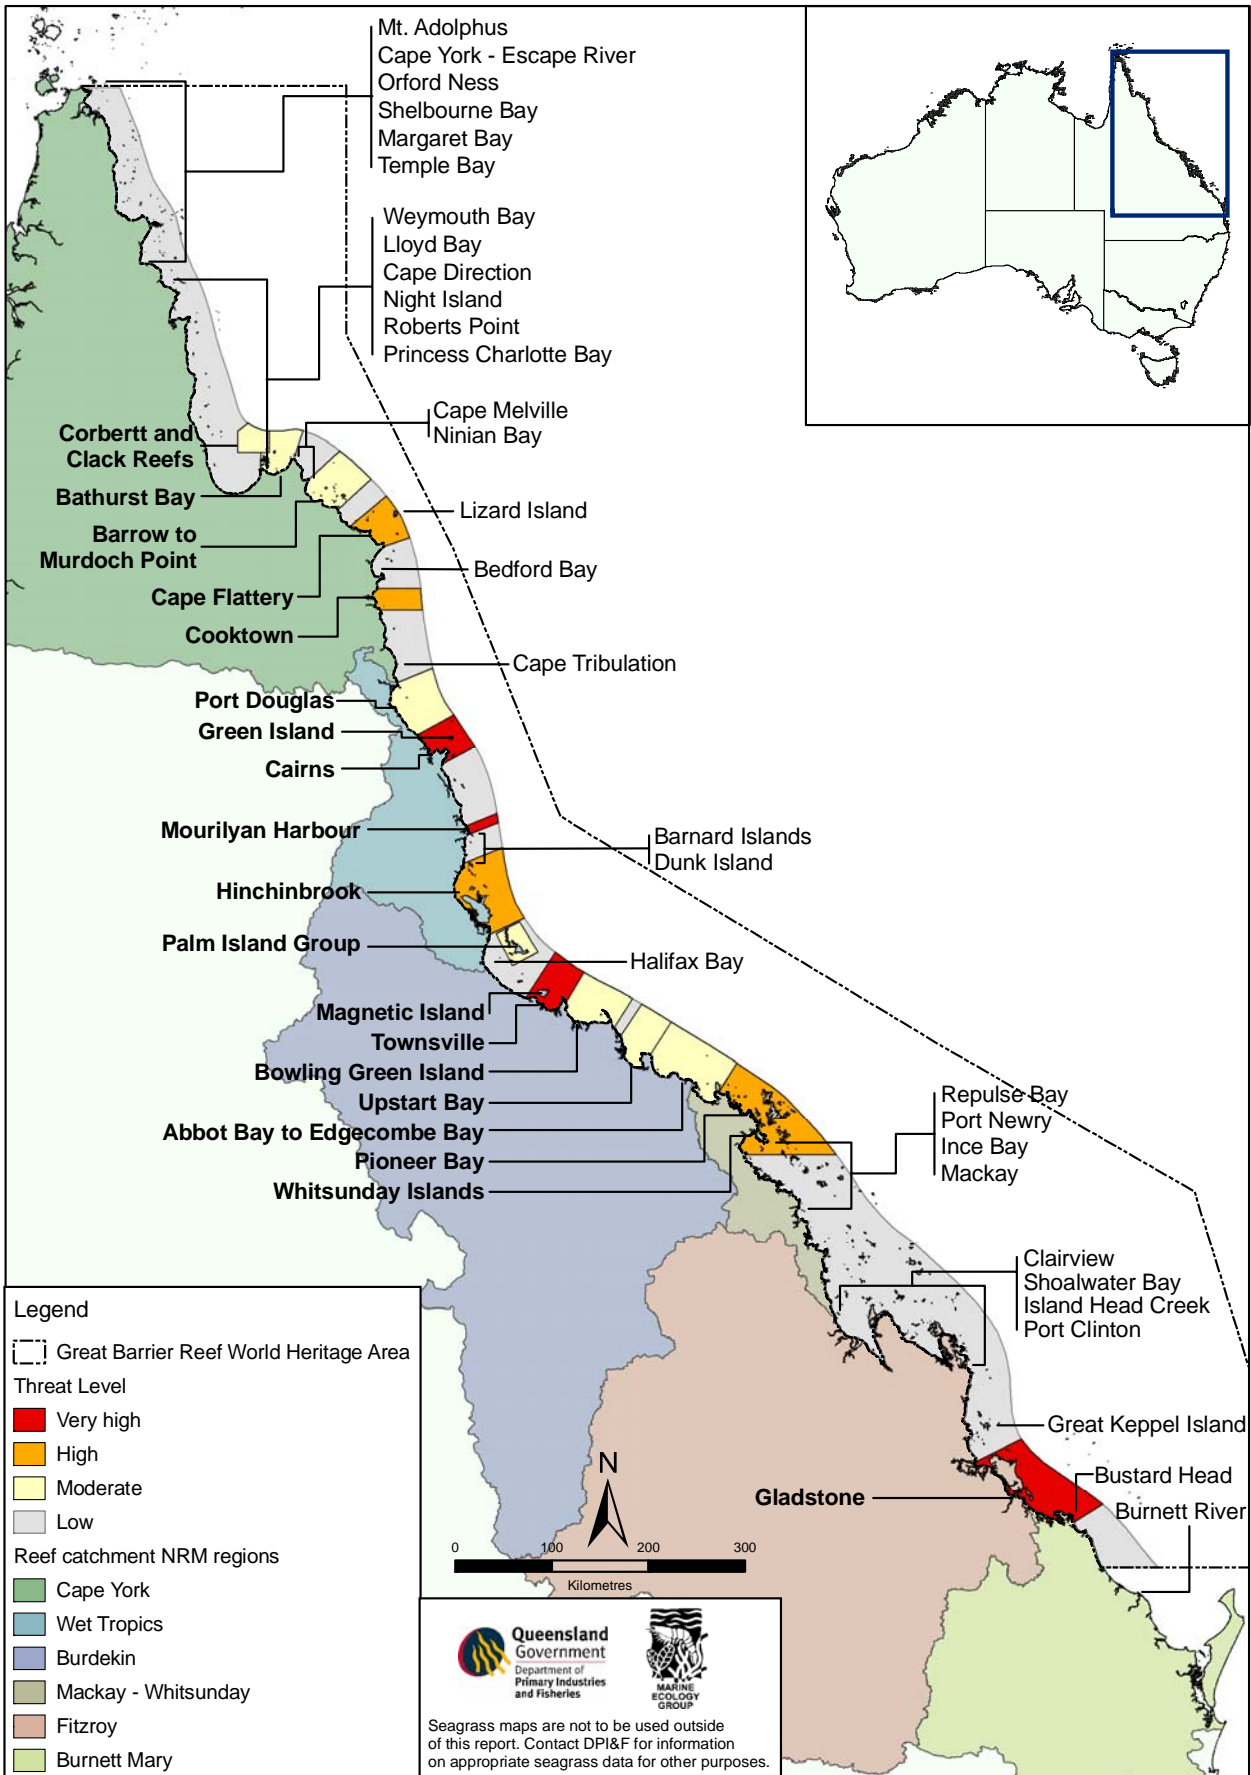 Mt. Adolphus
Cape York - Escape River
Orford Ness
Shelbourne Bay
Margaret Bay
Temple Bay
Weymouth Bay
Lloyd Bay
Cape Direction
Night Island
Roberts Point
Princess Charlotte Bay
Cape Melville
Ninian Bay
Corbertt and
Clack Reefs
Bathurst Bay
Lizard Island
Barrow to
Murdoch Point
Bedford Bay
Cape Flattery
Cooktown
Cape Tribulation
Port Douglas
Green Island
Cairns
Mourilyan Harbour
Barnard Islands
Dunk Island
Hinchinbrook
Palm Island Group
Halifax Bay
Magnetic Island
Townsville
Bowling Green Island
Upstart Bay
Abbot Bay to Edgecombe Bay
Pioneer Bay
Whitsunday Islands
Repulse Bay
Port Newry
Ince Bay
Mackay
Clairview
Shoalwater Bay
Island Head Creek
Port Clinton
Great Keppel Island
Bustard Head
Gladstone
Burnett River
Legend
Great Barrier Reef World Heritage Area
Threat Level
Very high
High
Moderate
Low
Reef catchment NRM regions
Cape York
Wet Tropics
Burdekin
Mackay - Whitsunday
Fitzroy
Burnett Mary
N
0 100 200 300
Kilometres
Queensland
Government
Department of
Primary Industries
and Fisheries
MARINE
ECOLOGY
GROUP
Seagrass maps are not to be used outside
of this report. Contact DPI&F for information
on appropriate seagrass data for other purposes.